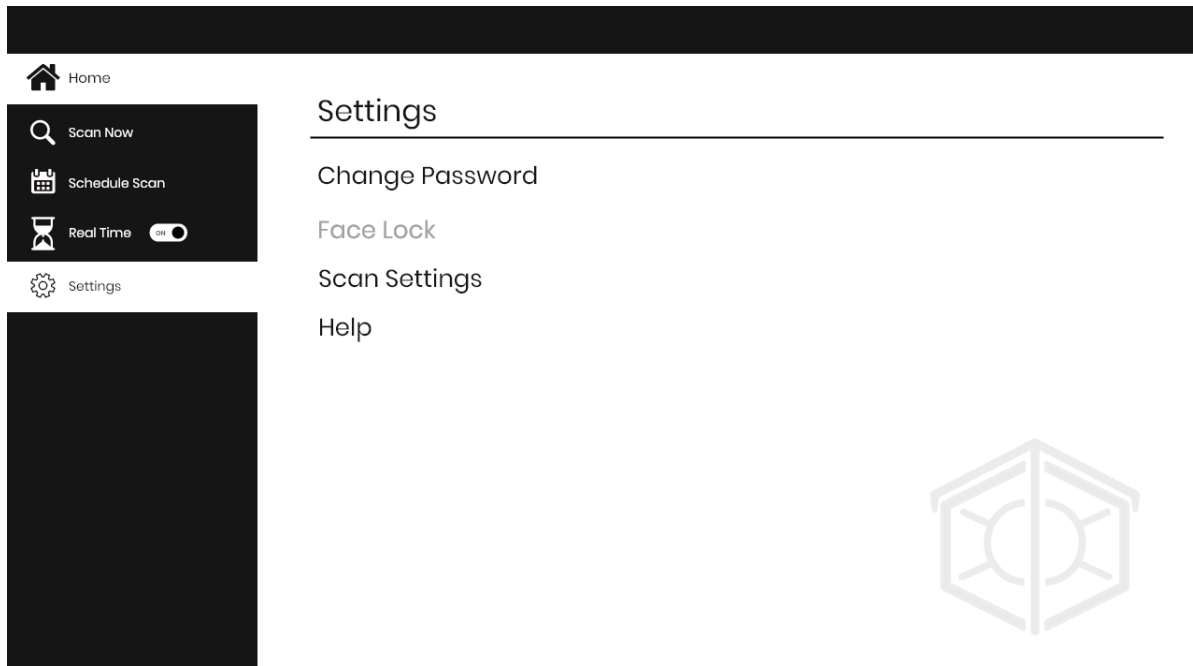 Home
Scan Now
Schedule Scan
Real Time ON
Settings
Settings
Change Password
Face Lock
Scan Settings
Help